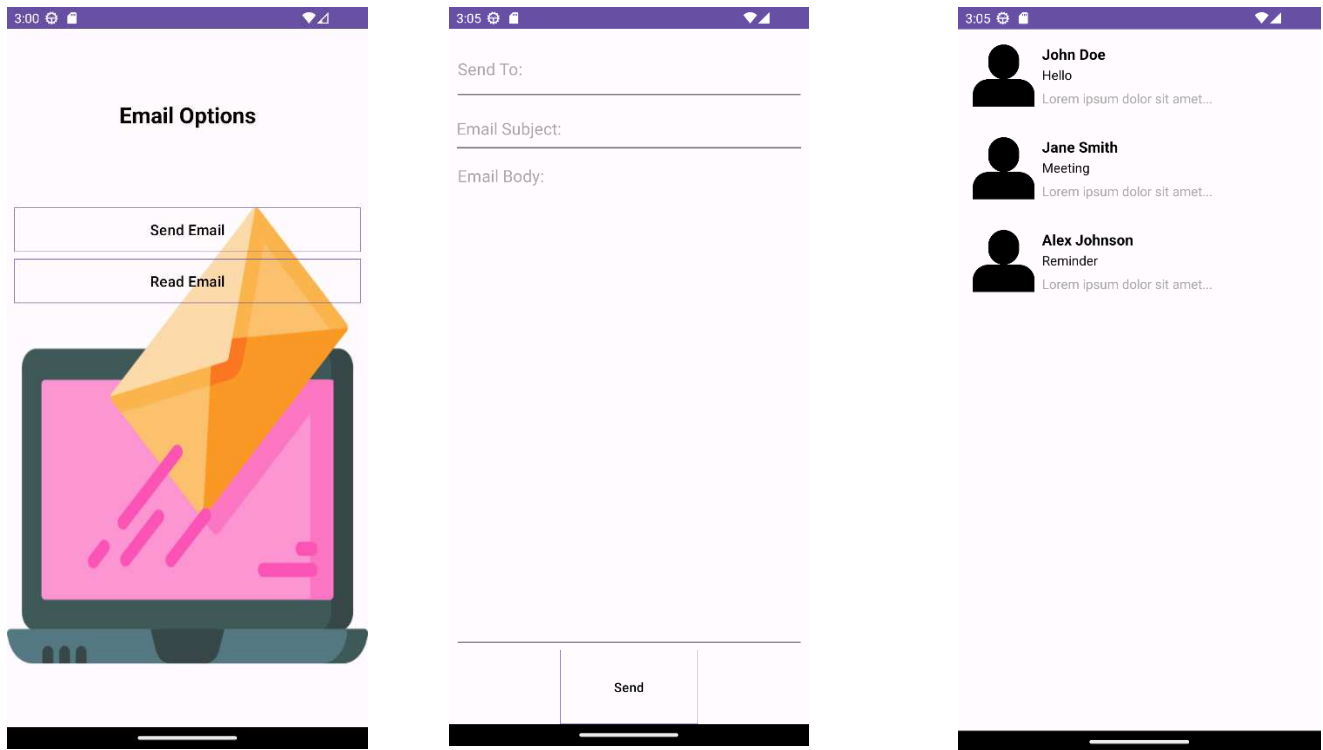 3:00
Email Options
Send Email
Read Email
3:05
Send To:
Email Subject:
Email Body:
Send
3:05
John Doe
Hello
Lorem ipsum dolor sit amet...
Jane Smith
Meeting
Lorem ipsum dolor sit amet...
Alex Johnson
Reminder
Lorem ipsum dolor sit amet...